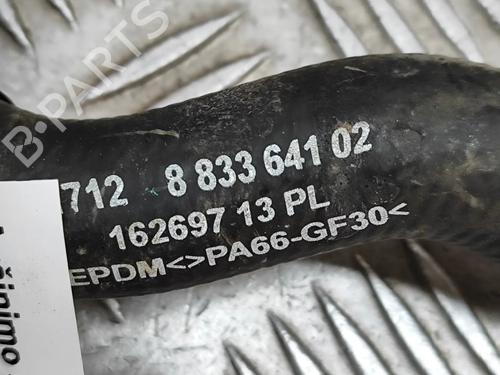 B-PARTS
712 8 833 641 02
162697 13 PL
EPDM<>PA66-GF30<